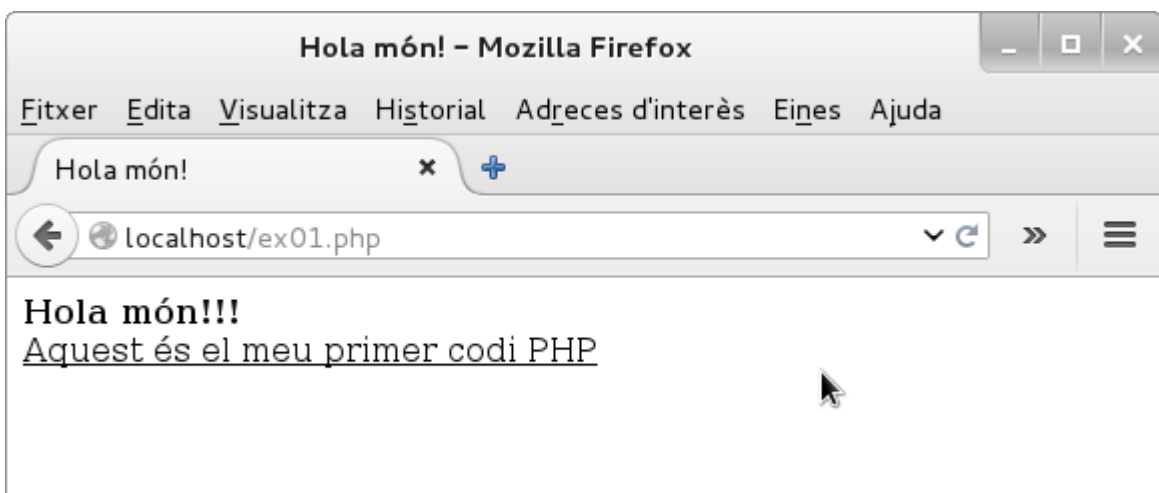 Hola món! – Mozilla Firefox
Fitxer Edita Visualitza Historial Adreces d'interès Eines Ajuda
Hola món!
localhost/ex01.php
Hola món!!!
Aquest és el meu primer codi PHP